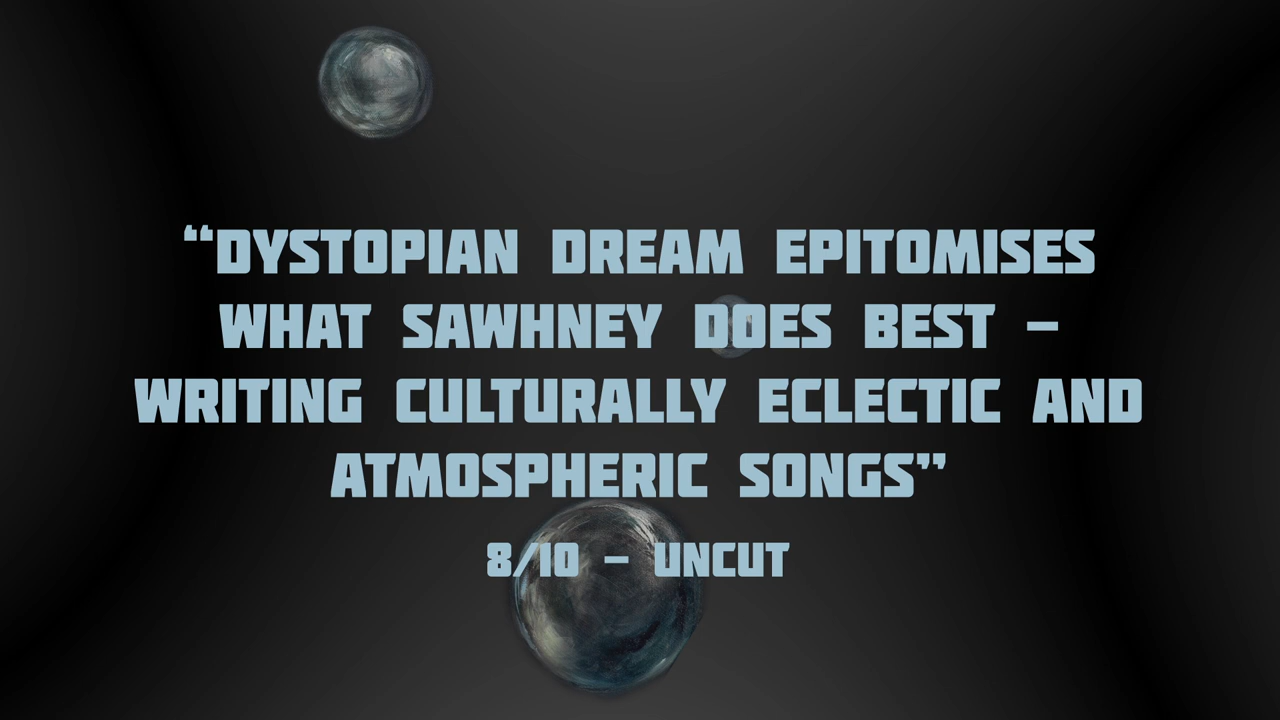 “DYSTOPIAN DREAM EPITOMISES
WHAT SAWHNEY DOES BEST –
WRITING CULTURALLY ECLECTIC AND
ATMOSPHERIC SONGS”
8/10 – UNCUT